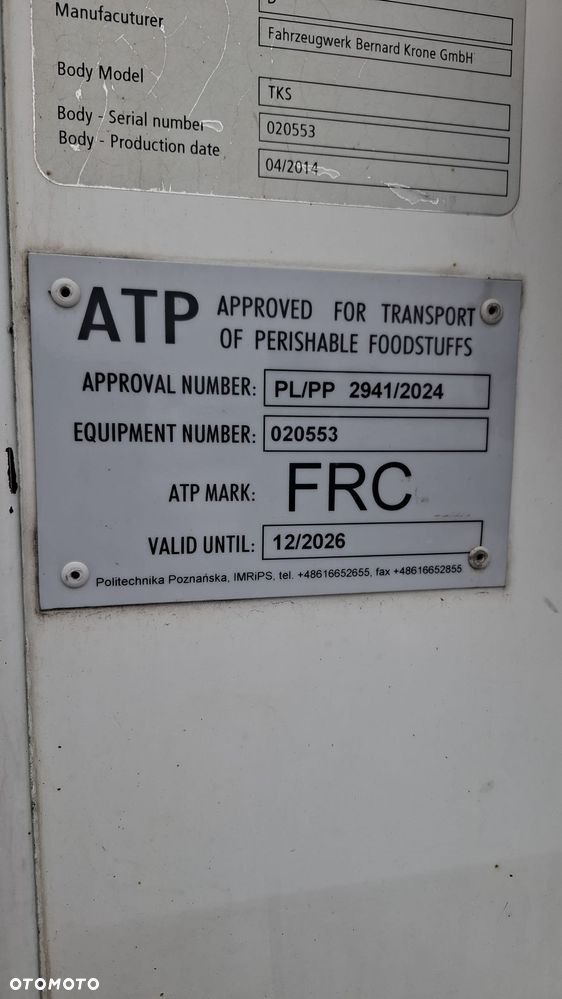 Manufacuturer
Fahrzeugwerk Bernard Krone GmbH
Body Model
TKS
Body - Serial number
020553
Body - Production date
04/2014
ATP APPROVED FOR TRANSPORT
OF PERISHABLE FOODSTUFFS
APPROVAL NUMBER: PL/PP 2941/2024
EQUIPMENT NUMBER: 020553
ATP MARK: FRC
VALID UNTIL: 12/2026
Politechnika Poznańska, IMRiPS, tel. +48616652655, fax +48616652855
OTOMOTO